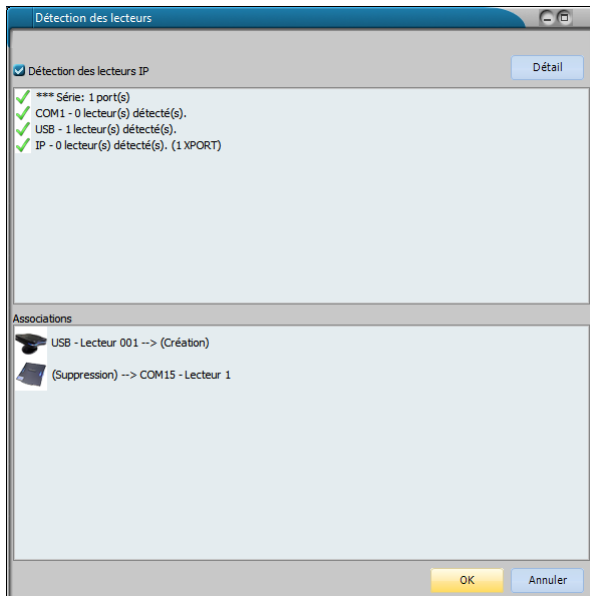 Détection des lecteurs
Détection des lecteurs IP
Détail
*** Série: 1 port(s)
COM1 - 0 lecteur(s) détecté(s).
USB - 1 lecteur(s) détecté(s).
IP - 0 lecteur(s) détecté(s). (1 XPORT)
Associations
USB - Lecteur 001 --> (Création)
(Suppression) --> COM15 - Lecteur 1
OK
Annuler